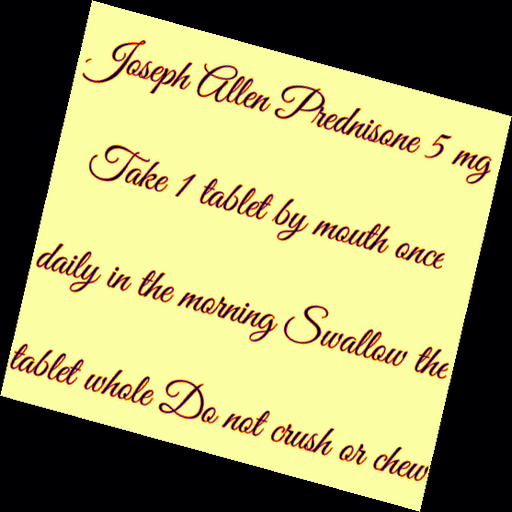 Joseph Allen Prednisone 5 mg
Take 1 tablet by mouth once
daily in the morning Swallow the
tablet whole Do not crush or chew